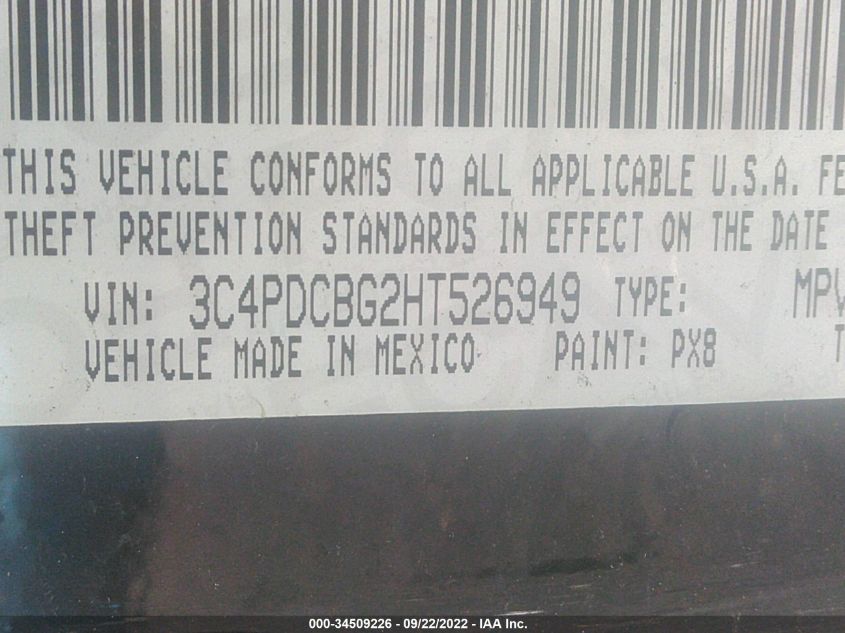 THIS VEHICLE CONFORMS TO ALL APPLICABLE U.S.A. FE
THEFT PREVENTION STANDARDS IN EFFECT ON THE DATE
VIN: 3C4PDCBG2HT526949 TYPE: MPV
VEHICLE MADE IN MEXICO PAINT: PX8 T
000-34509226 - 09/22/2022 - IAA Inc.